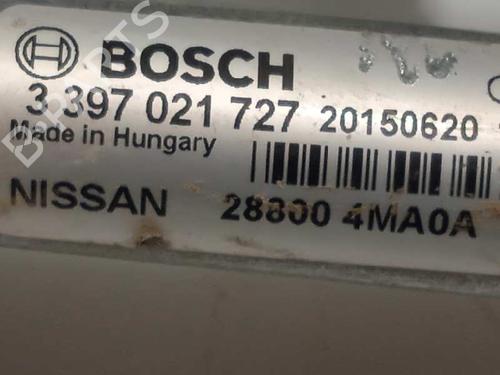 BOSCH
3 397 021 727 20150620
Made in Hungary
NISSAN 28800 4MA0A